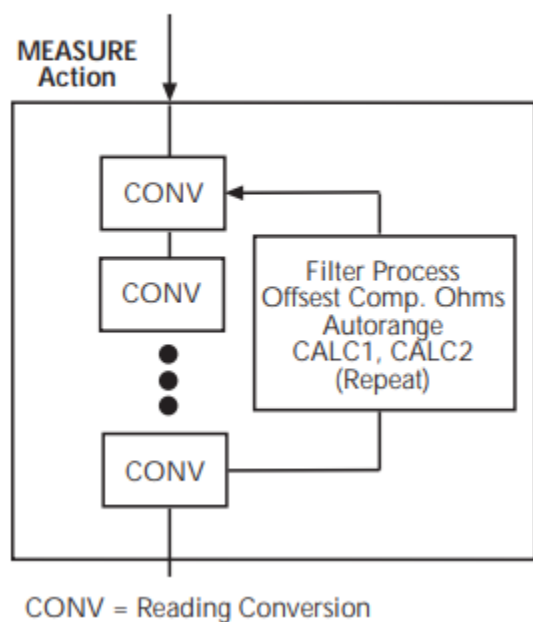 MEASURE
Action
CONV
CONV
Filter Process
Offsest Comp. Ohms
Autorange
CALC1, CALC2
(Repeat)
CONV
CONV = Reading Conversion